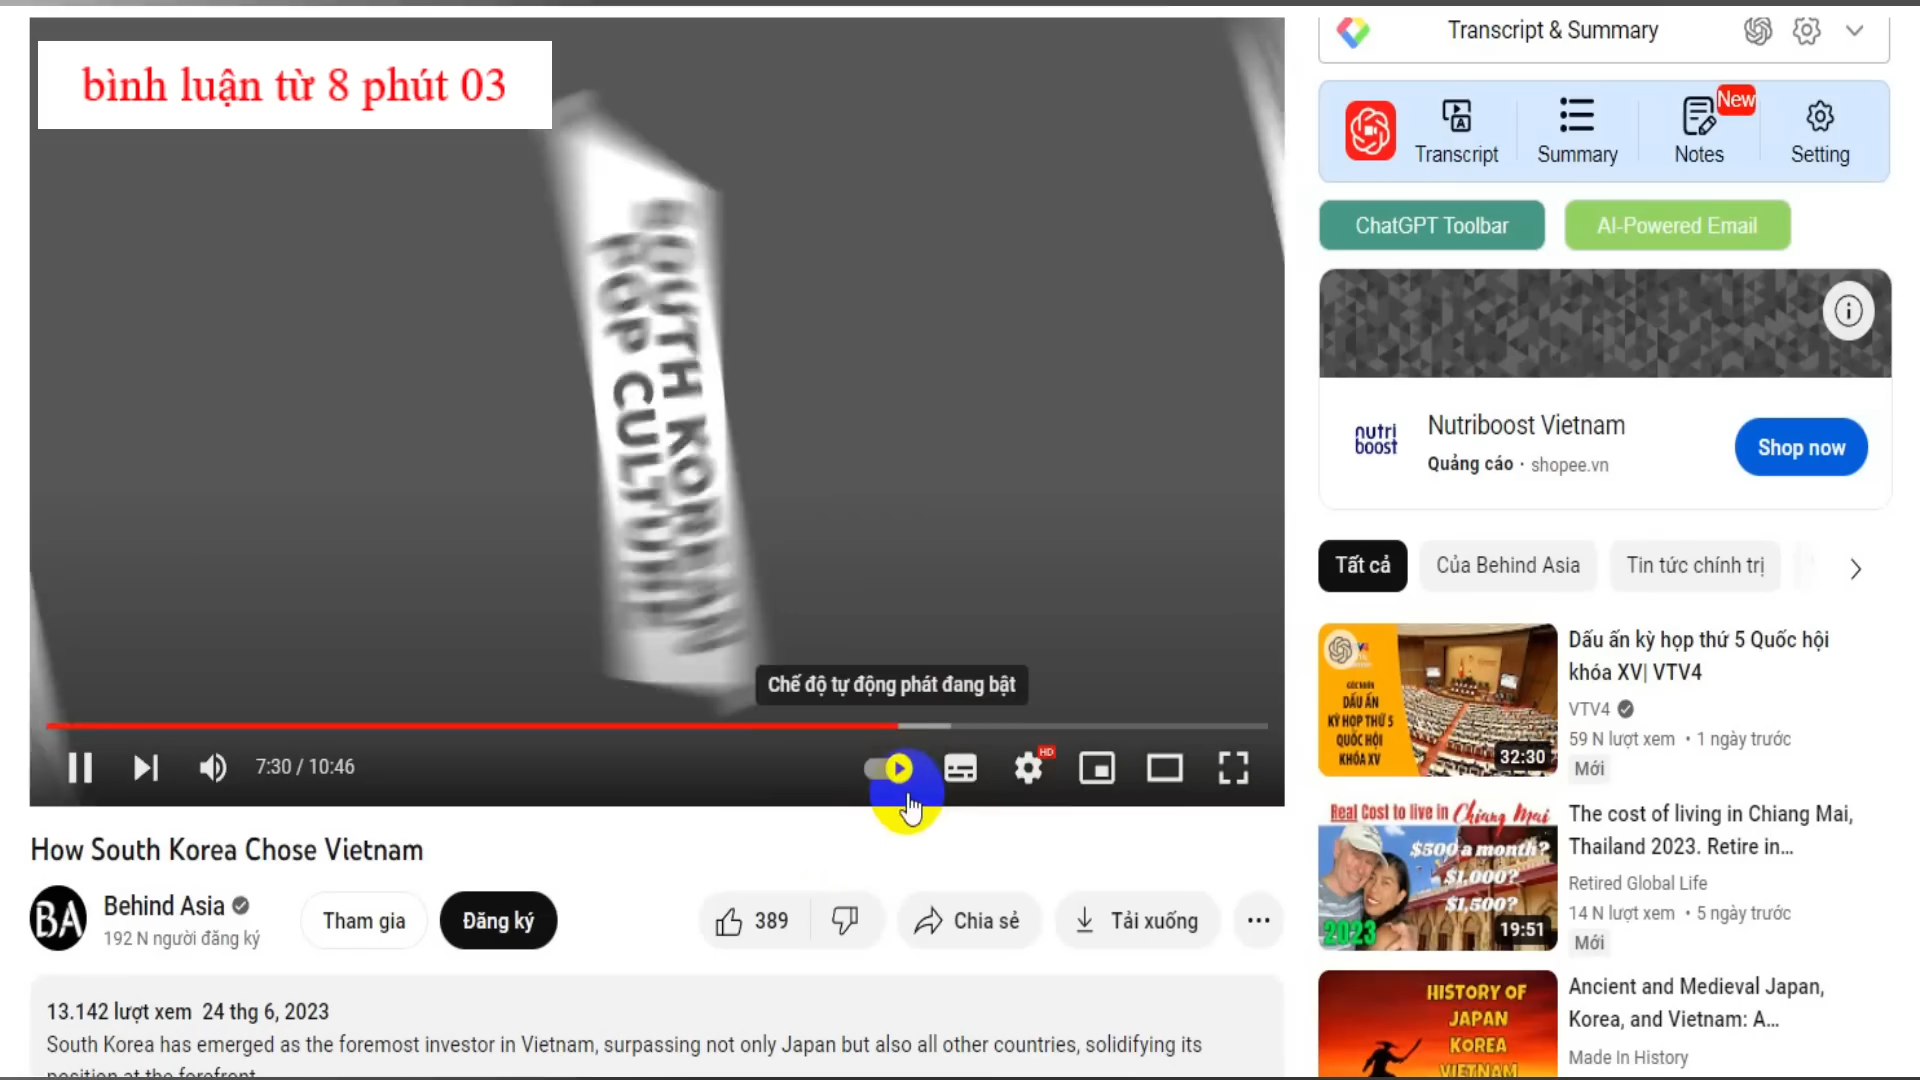 bình luận từ 8 phút 03
SOUTH KOREAN
POP CULTURE
Chế độ tự động phát đang bật
7:30 / 10:46
HD
How South Korea Chose Vietnam
BA
Behind Asia
192 N người đăng ký
Tham gia
Đăng ký
389
Chia sẻ
Tải xuống
13.142 lượt xem 24 thg 6, 2023
South Korea has emerged as the foremost investor in Vietnam, surpassing not only Japan but also all other countries, solidifying its
position at the forefront
Transcript & Summary
Transcript
Summary
New
Notes
Setting
ChatGPT Toolbar
AI-Powered Email
nutri
boost
Nutriboost Vietnam
Quảng cáo · shopee.vn
Shop now
Tất cả
Của Behind Asia
Tin tức chính trị
GÓC NHÌN
DẤU ẤN
KỲ HỌP THỨ 5
QUỐC HỘI
KHÓA XV
32:30
Dấu ấn kỳ họp thứ 5 Quốc hội
khóa XV| VTV4
VTV4
59 N lượt xem • 1 ngày trước
Mới
Real Cost to live in Chiang Mai
$500 a month?
$1,000?
$1,500?
2023
19:51
The cost of living in Chiang Mai,
Thailand 2023. Retire in...
Retired Global Life
14 N lượt xem • 5 ngày trước
Mới
HISTORY OF
JAPAN
KOREA
VIETNAM
Ancient and Medieval Japan,
Korea, and Vietnam: A...
Made In History